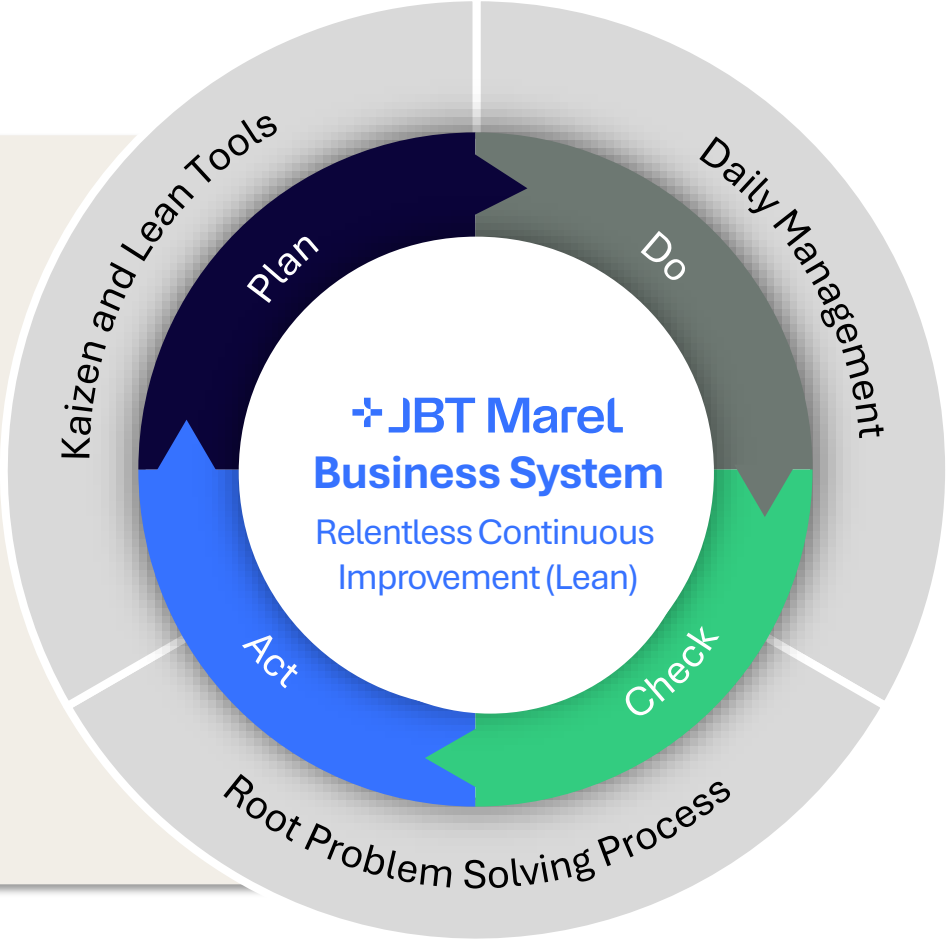 Kaizen and Lean Tools
Daily Management
Plan
Do
JBT Marel
Business System
Relentless Continuous
Improvement (Lean)
Act
Check
Root Problem Solving Process